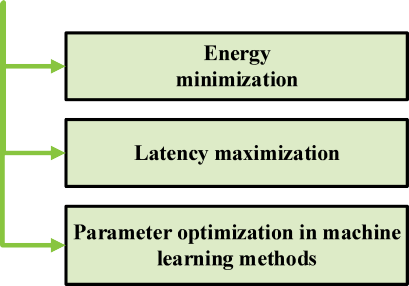 Energy
minimization
Latency maximization
Parameter optimization in machine
learning methods